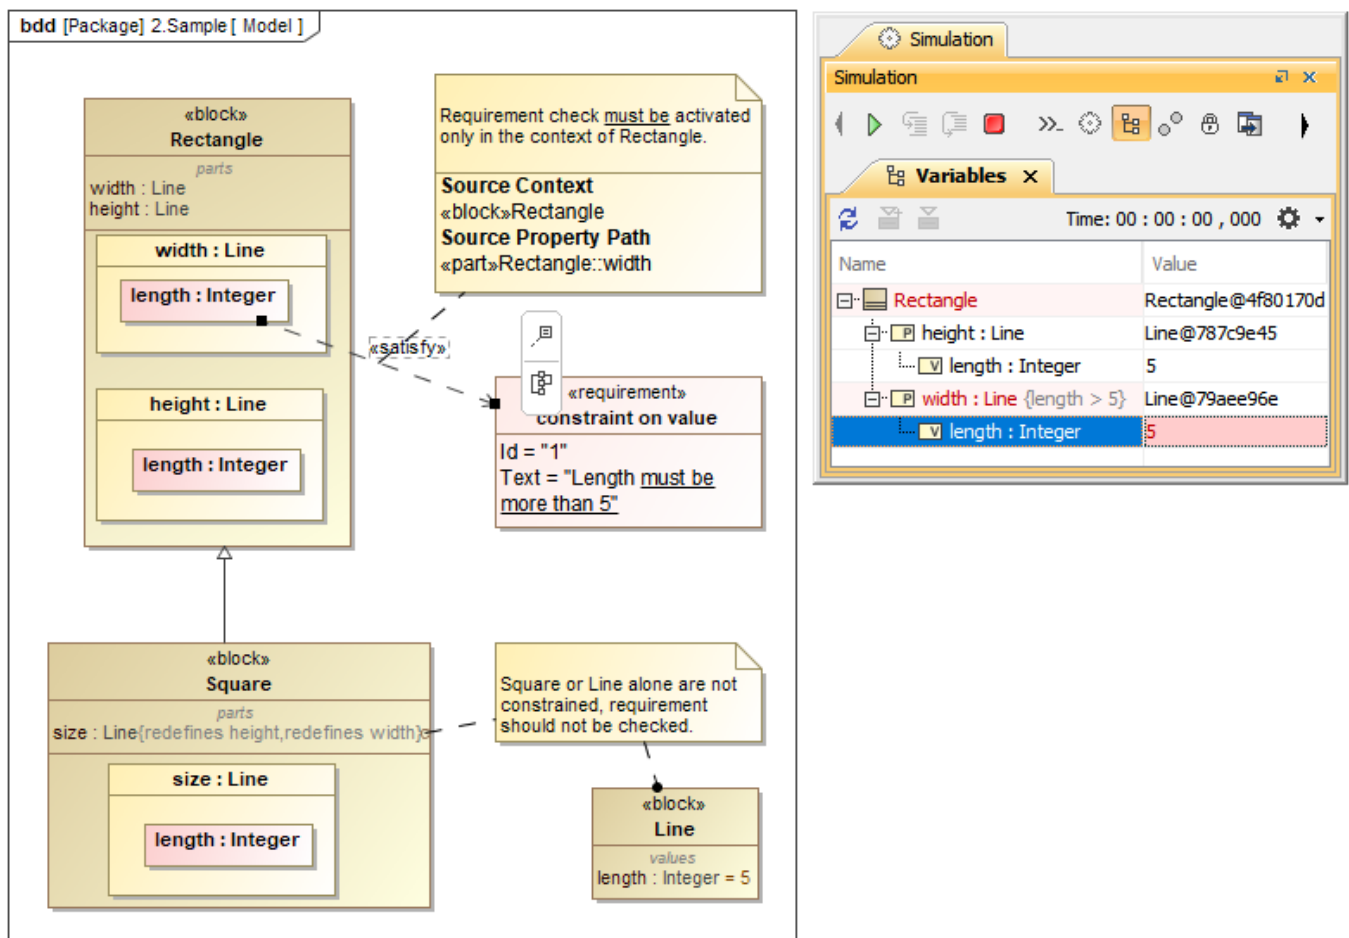 bdd [Package] 2.Sample [ Model ]
«block»
Rectangle
parts
width : Line
height : Line
width : Line
length : Integer
height : Line
length : Integer
Requirement check must be activated
only in the context of Rectangle.
Source Context
«block»Rectangle
Source Property Path
«part»Rectangle::width
«satisfy»
«requirement»
constraint on value
Id = "1"
Text = "Length must be
more than 5"
«block»
Square
parts
size : Line{redefines height,redefines width}
size : Line
length : Integer
Square or Line alone are not
constrained, requirement
should not be checked.
«block»
Line
values
length : Integer = 5
Simulation
Simulation
Variables
Time: 00 : 00 : 00 , 000
Name Value
Rectangle Rectangle@4f80170d
P height : Line Line@787c9e45
V length : Integer 5
P width : Line {length > 5} Line@79aee96e
V length : Integer 5